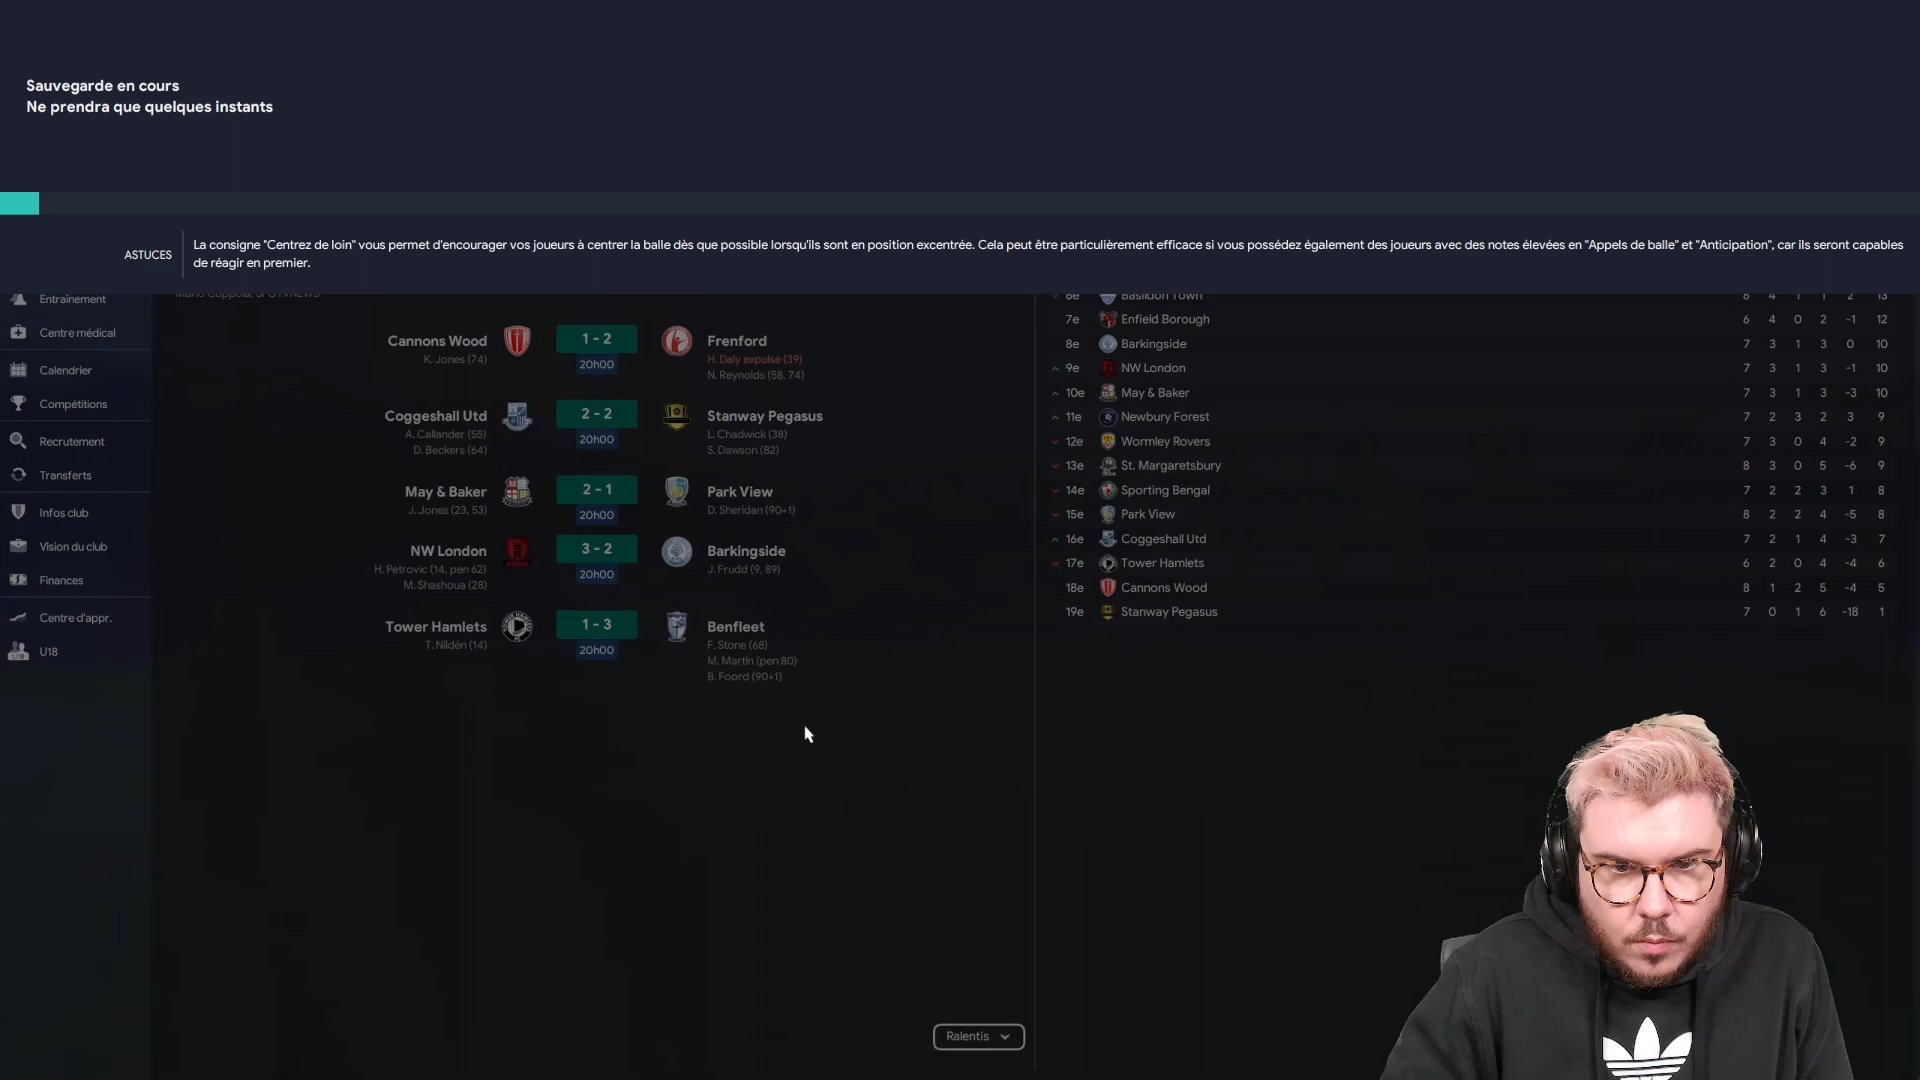 Sauvegarde en cours
Ne prendra que quelques instants
ASTUCES
La consigne "Centrez de loin" vous permet d'encourager vos joueurs à centrer la balle dès que possible lorsqu'ils sont en position excentrée. Cela peut être particulièrement efficace si vous possédez également des joueurs avec des notes élevées en "Appels de balle" et "Anticipation", car ils seront capables
de réagir en premier.
Entraînement
Centre médical
Calendrier
Compétitions
Recrutement
Transferts
Infos club
Vision du club
Finances
Centre d'appr.
U18
Cannons Wood 1 - 2 Frenford
K. Jones (74) 20h00 H. Daly expulsé (39)
N. Reynolds (58, 74)
Coggeshall Utd 2 - 2 Stanway Pegasus
A. Callander (55) 20h00 L. Chadwick (38)
D. Beckers (64) S. Dawson (82)
May & Baker 2 - 1 Park View
J. Jones (23, 53) 20h00 D. Sheridan (90+1)
NW London 3 - 2 Barkingside
H. Petrovic (14, pen 62) 20h00 J. Frudd (9, 89)
M. Shashoua (28)
Tower Hamlets 1 - 3 Benfleet
T. Nildén (14) 20h00 F. Stone (68)
M. Martin (pen 80)
B. Foord (90+1)
Ralentis
6e Basildon Town 6 4 1 1 2 13
7e Enfield Borough 6 4 0 2 -1 12
8e Barkingside 7 3 1 3 0 10
9e NW London 7 3 1 3 -1 10
10e May & Baker 7 3 1 3 -3 10
11e Newbury Forest 7 2 3 2 3 9
12e Wormley Rovers 7 3 0 4 -2 9
13e St. Margaretsbury 8 3 0 5 -6 9
14e Sporting Bengal 7 2 2 3 1 8
15e Park View 8 2 2 4 -5 8
16e Coggeshall Utd 7 2 1 4 -3 7
17e Tower Hamlets 6 2 0 4 -4 6
18e Cannons Wood 8 1 2 5 -4 5
19e Stanway Pegasus 7 0 1 6 -18 1